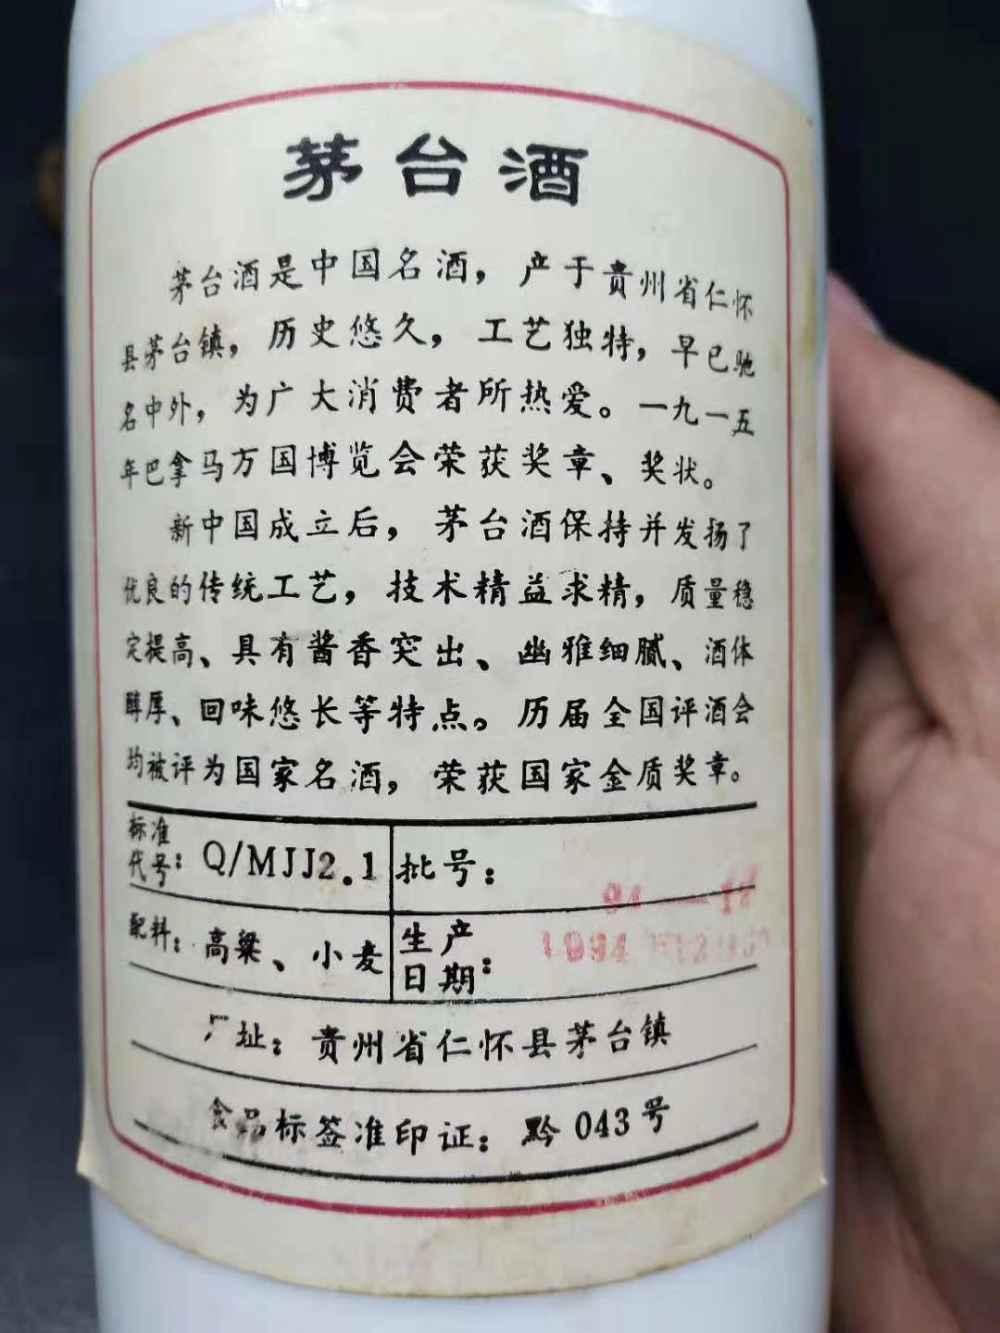 茅台酒
茅台酒是中国名酒，产于贵州省仁怀
县茅台镇，历史悠久，工艺独特，早已驰
名中外，为广大消费者所热爱。一九一五
年巴拿马万国博览会荣获奖章、奖状。
新中国成立后，茅台酒保持并发扬了
优良的传统工艺，技术精益求精，质量稳
定提高、具有酱香突出、幽雅细腻、酒体
醇厚、回味悠长等特点。历届全国评酒会
均被评为国家名酒，荣获国家金质奖章。
标准代号：Q/MJJ2.1
批号：94—
配料：高粱、小麦
生产日期：1994
厂址：贵州省仁怀县茅台镇
食品标签准印证：黔043号